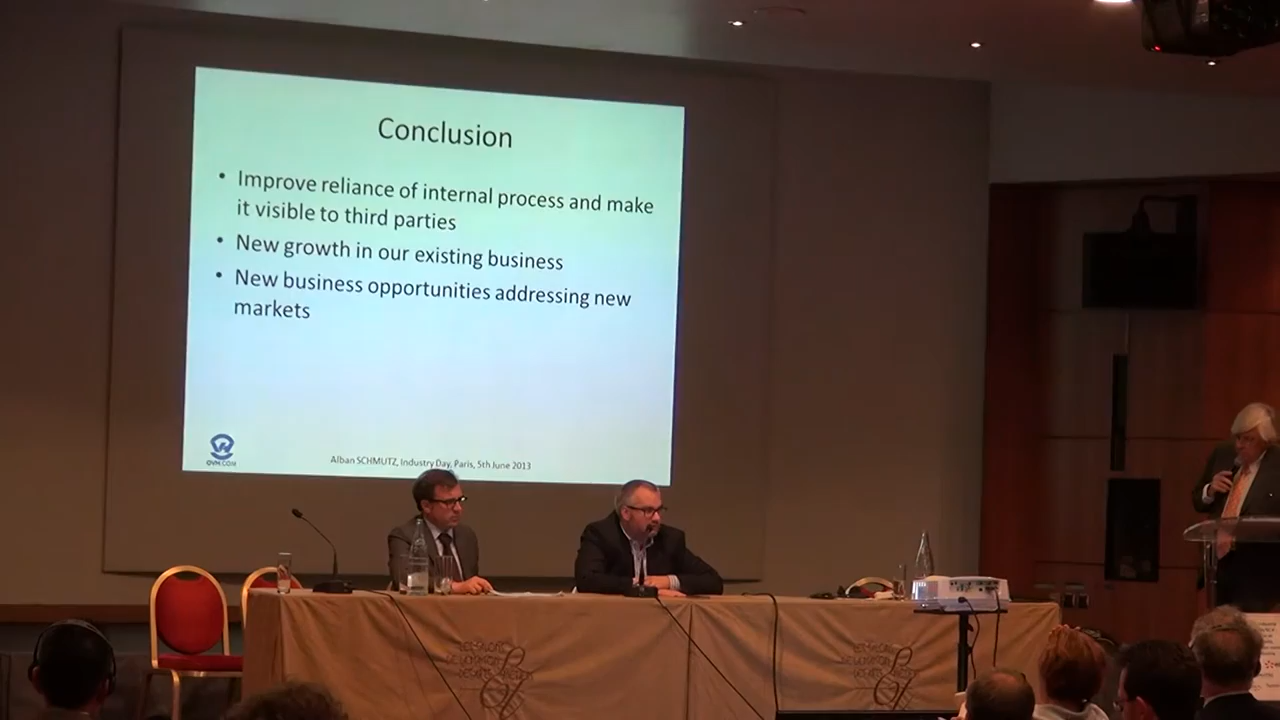 Conclusion
• Improve reliance of internal process and make
it visible to third parties
• New growth in our existing business
• New business opportunities addressing new
markets
OVH.COM
Alban SCHMUTZ, Industry Day, Paris, 5th June 2013